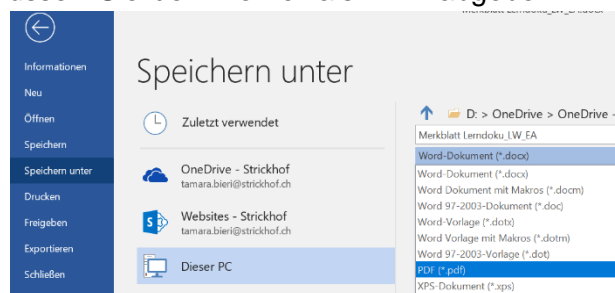 Informationen
Neu
Öffnen
Speichern
Speichern unter
Drucken
Freigeben
Exportieren
Schließen
Speichern unter
Zuletzt verwendet
OneDrive - Strickhof
tamara.bieri@strickhof.ch
Websites - Strickhof
tamara.bieri@strickhof.ch
Dieser PC
D: > OneDrive > OneDrive -
Merkblatt Lerndoku_LW_EA
Word-Dokument (*.docx)
Word-Dokument (*.docx)
Word Dokument mit Makros (*.docm)
Word 97-2003-Dokument (*.doc)
Word-Vorlage (*.dotx)
Word Vorlage mit Makros (*.dotm)
Word 97-2003-Vorlage (*.dot)
PDF (*.pdf)
XPS-Dokument (*.xps)